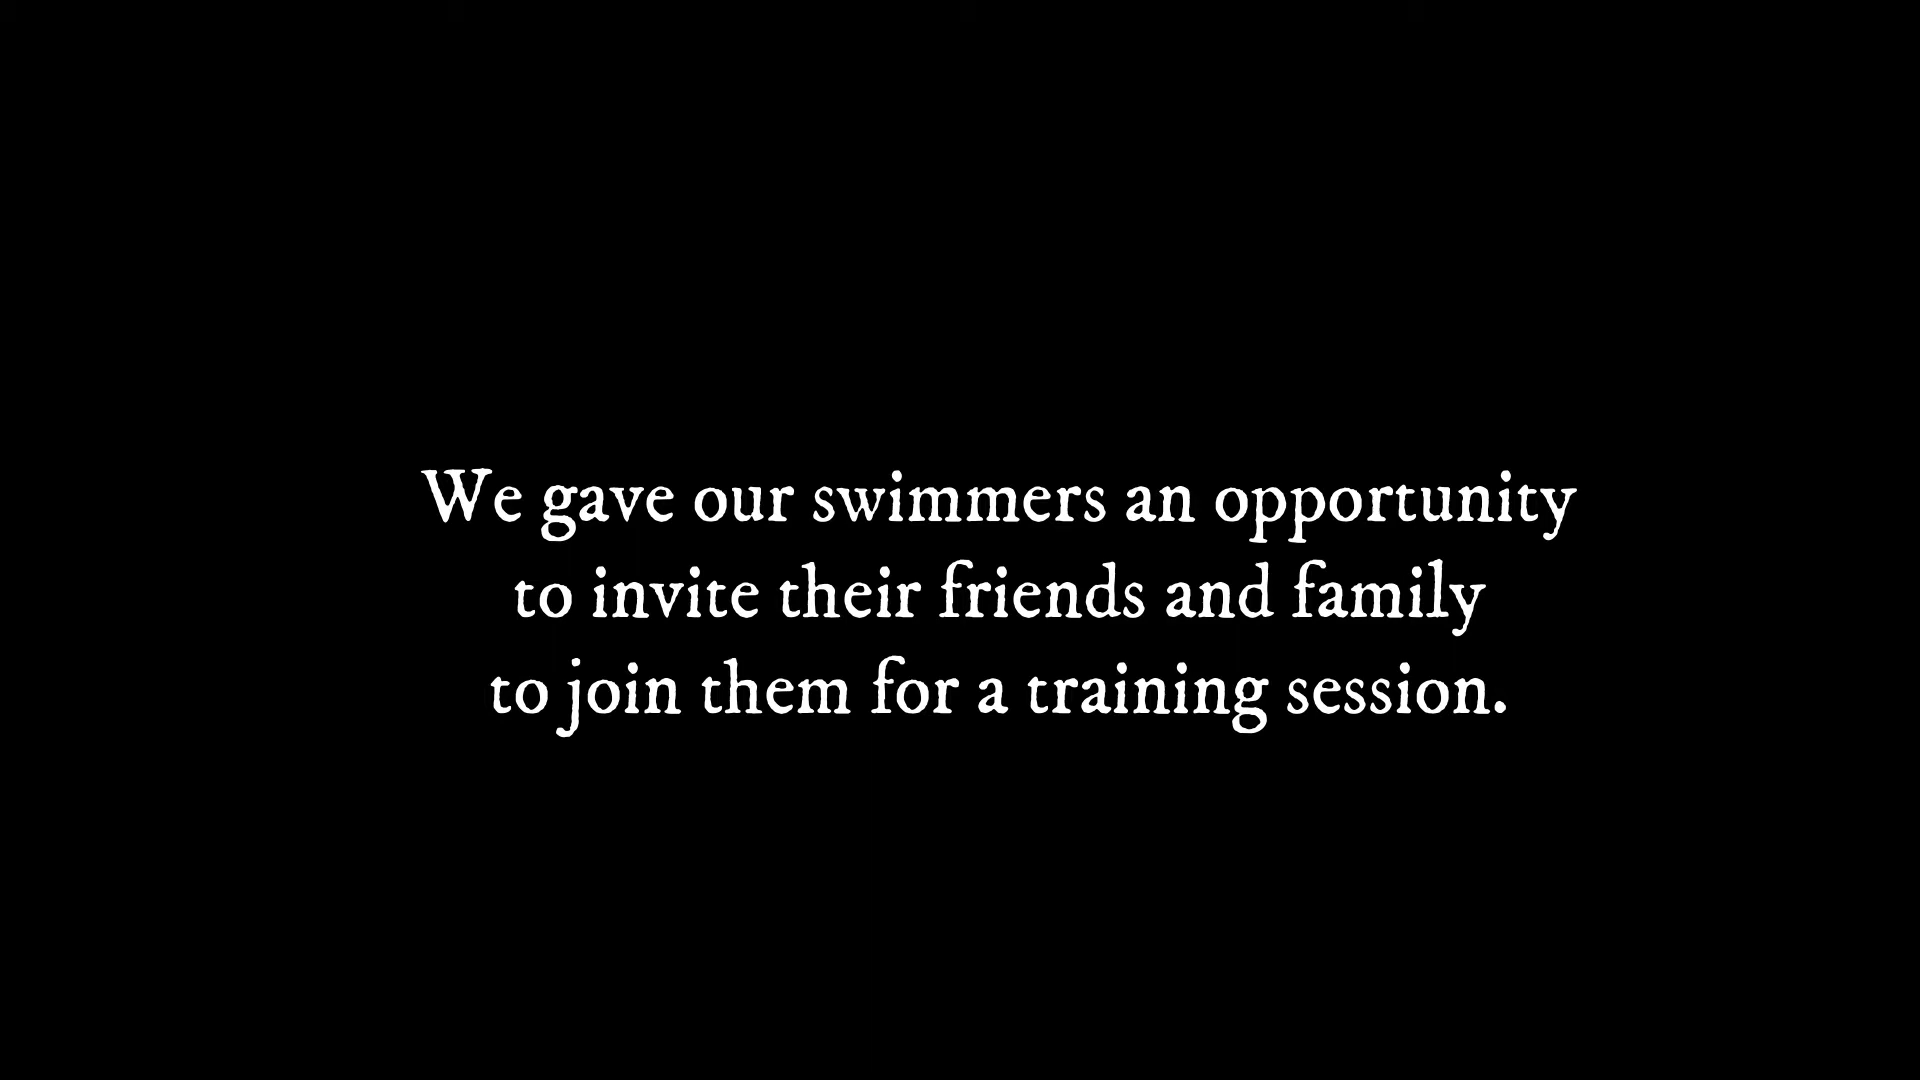 We gave our swimmers an opportunity
to invite their friends and family
to join them for a training session.